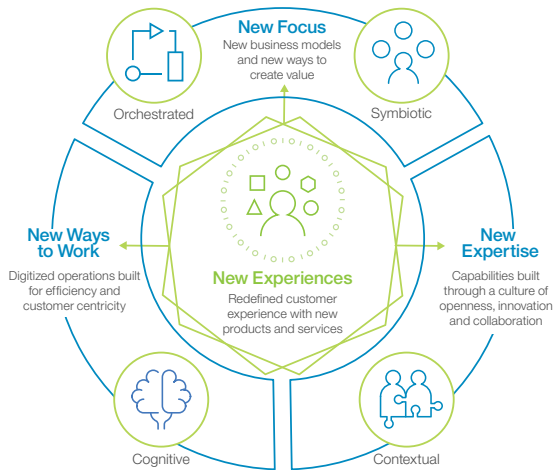 New Focus
New business models
and new ways to
create value
Orchestrated
Symbiotic
New Ways
to Work
Digitized operations built
for efficiency and
customer centricity
New Experiences
Redefined customer
experience with new
products and services
New
Expertise
Capabilities built
through a culture of
openness, innovation
and collaboration
Cognitive
Contextual